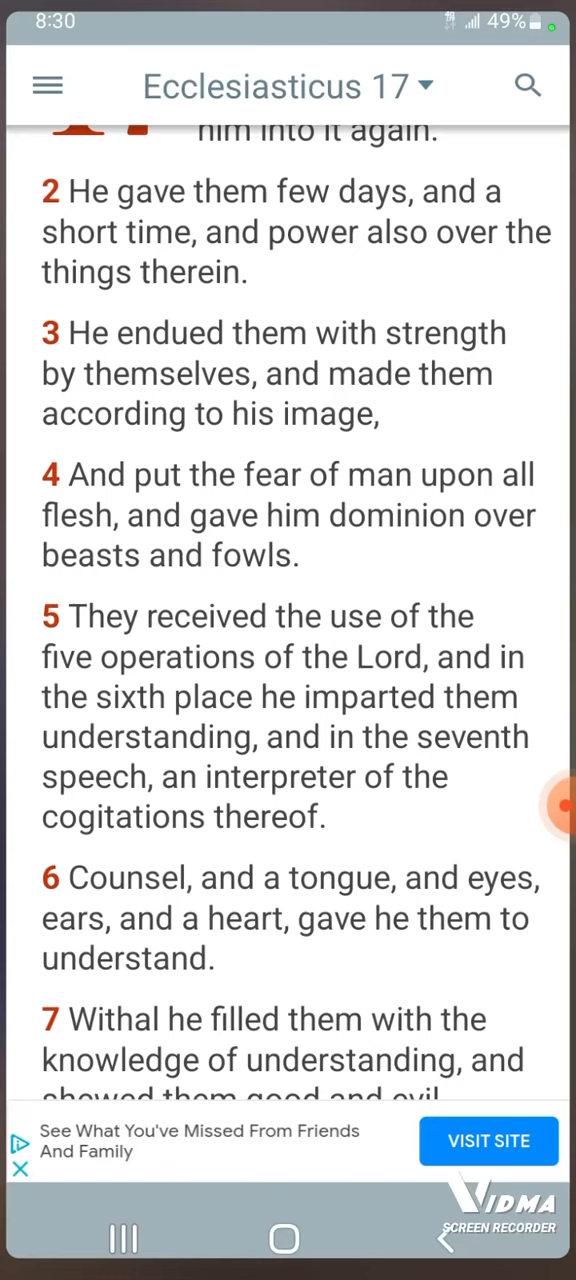 8:30
49%
Ecclesiasticus 17
him into it again.
2 He gave them few days, and a
short time, and power also over the
things therein.
3 He endued them with strength
by themselves, and made them
according to his image,
4 And put the fear of man upon all
flesh, and gave him dominion over
beasts and fowls.
5 They received the use of the
five operations of the Lord, and in
the sixth place he imparted them
understanding, and in the seventh
speech, an interpreter of the
cogitations thereof.
6 Counsel, and a tongue, and eyes,
ears, and a heart, gave he them to
understand.
7 Withal he filled them with the
knowledge of understanding, and
shewed them good and evil
See What You've Missed From Friends
And Family
VISIT SITE
VIDMA
SCREEN RECORDER